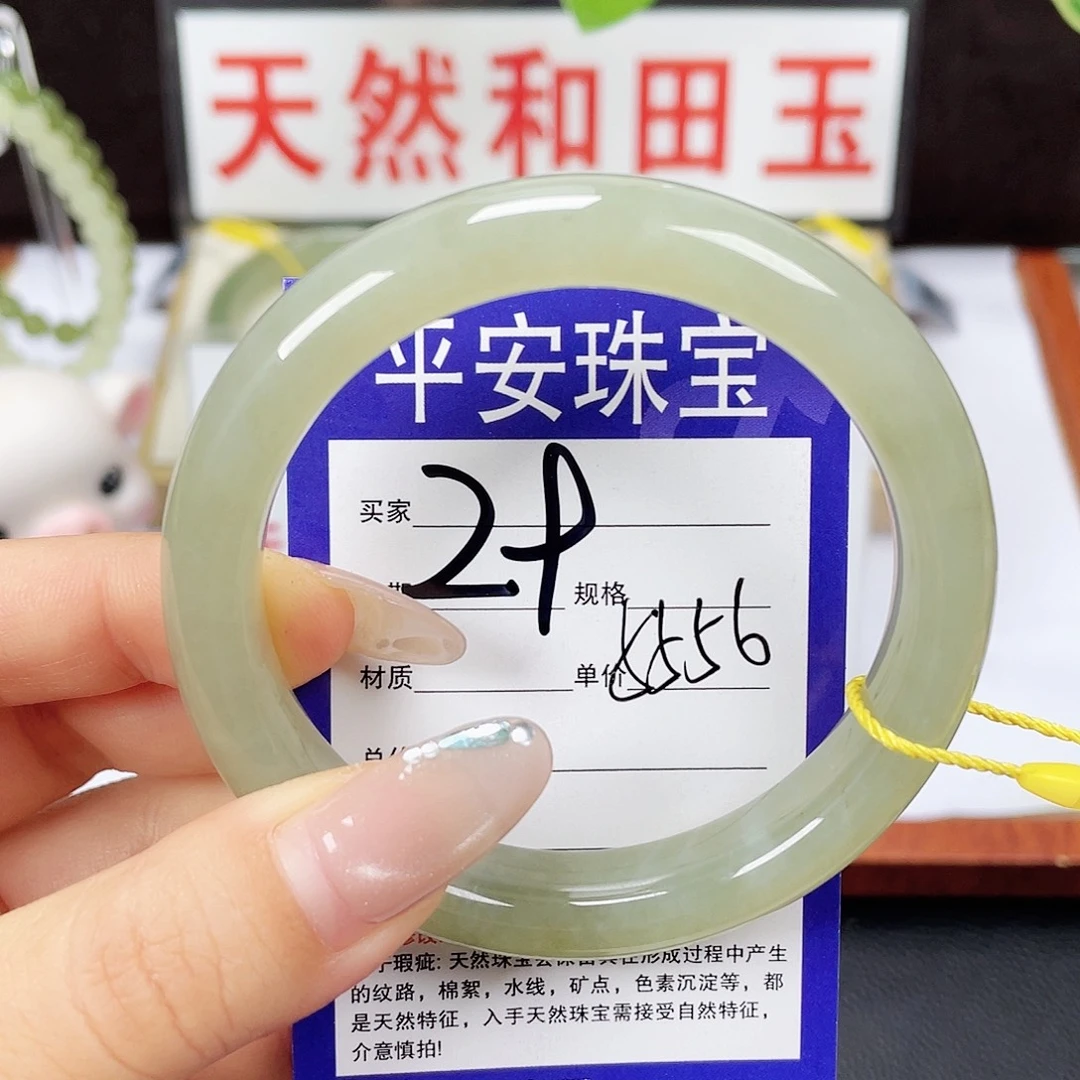 天然和田玉
平安珠宝
买家
规格
5556
材质
单价
瑕疵: 天然珠宝会保留其在形成过程中产生
的纹路，棉絮，水线，矿点，色素沉淀等，都
是天然特征，入手天然珠宝需接受自然特征，
介意慎拍!